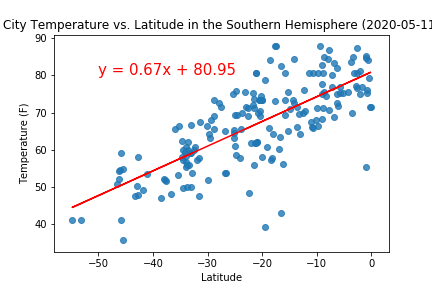 City Temperature vs. Latitude in the Southern Hemisphere (2020-05-11
90
80
70
60
50
40
y = 0.67x + 80.95
Temperature (F)
−50 −40 −30 −20 −10 0
Latitude